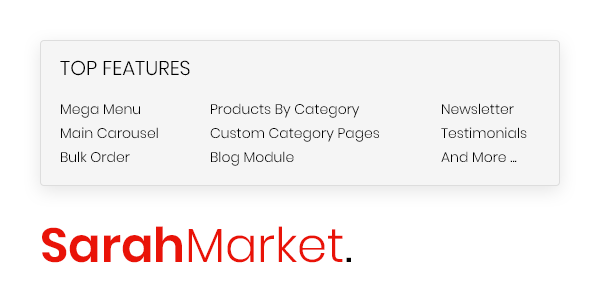 TOP FEATURES
Mega Menu
Main Carousel
Bulk Order
Products By Category
Custom Category Pages
Blog Module
Newsletter
Testimonials
And More ...
SarahMarket.